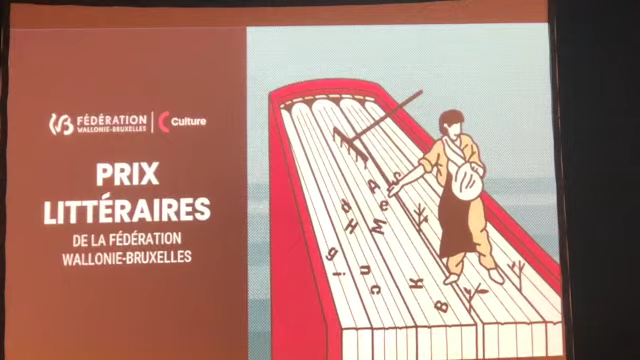 FÉDÉRATION
WALLONIE-BRUXELLES
Culture
PRIX
LITTÉRAIRES
DE LA FÉDÉRATION
WALLONIE-BRUXELLES
A
e
M
H
g
i
u
c
K
B